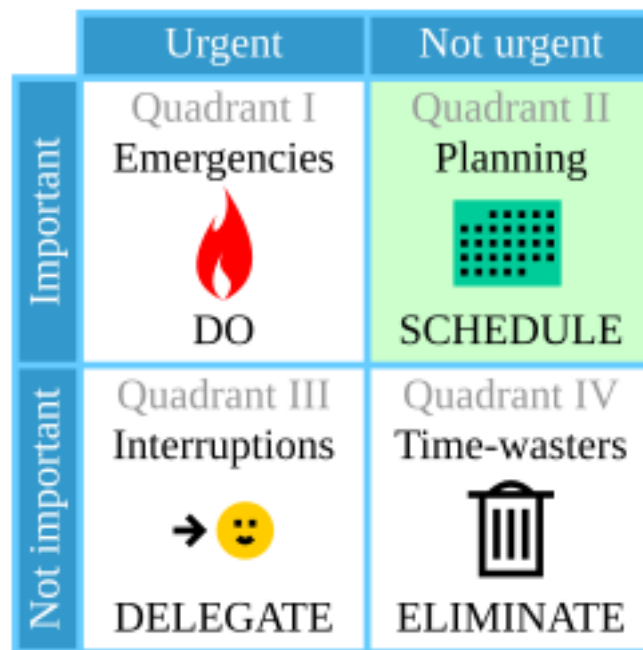 Urgent
Not urgent
Important
Quadrant I
Emergencies
DO
Quadrant II
Planning
SCHEDULE
Not important
Quadrant III
Interruptions
DELEGATE
Quadrant IV
Time-wasters
ELIMINATE